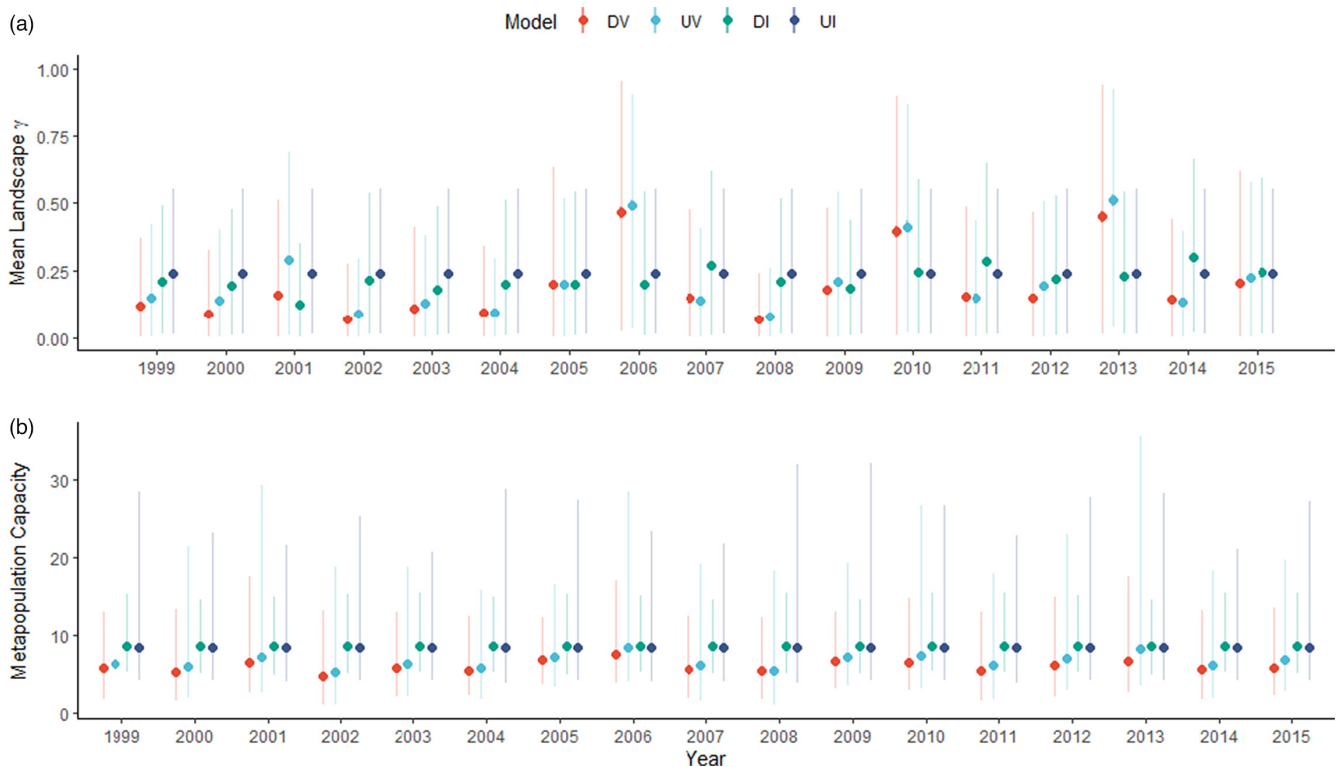 (a)
Model DV UV DI UI
1.00
0.75
0.50
0.25
0.00
Mean Landscape γ
1999 2000 2001 2002 2003 2004 2005 2006 2007 2008 2009 2010 2011 2012 2013 2014 2015
(b)
30
20
10
0
Metapopulation Capacity
1999 2000 2001 2002 2003 2004 2005 2006 2007 2008 2009 2010 2011 2012 2013 2014 2015
Year